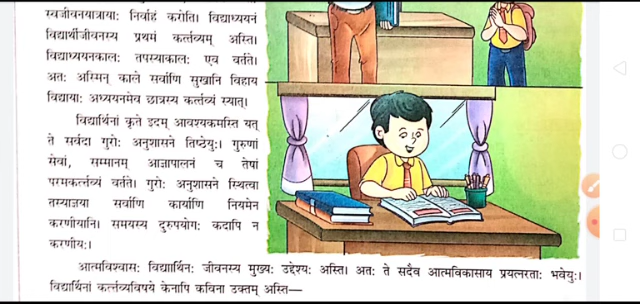 स्वजीवनयात्रायाः निर्वाहं करोति। विद्याध्ययनं
विद्यार्थीजीवनस्य प्रथमं कर्त्तव्यम् अस्ति।
विद्याध्ययनकालः तपस्याकालः एव वर्तते।
अतः अस्मिन् काले सर्वाणि सुखानि विहाय
विद्यायाः अध्ययनमेव छात्रस्य कर्त्तव्यं स्यात्।
विद्यार्थिनां कृते इदम् आवश्यकमस्ति यत्
ते सर्वदा गुरोः अनुशासने तिष्ठेयुः। गुरूणां
सेवां, सम्मानम् आज्ञापालनं च तेषां
परमकर्त्तव्यं वर्तते। गुरोः अनुशासने स्थित्वा
तस्याज्ञया सर्वाणि कार्याणि नियमेन
करणीयानि। समयस्य दुरुपयोगः कदापि न
करणीयः।
आत्मविश्वासः विद्यार्थिनः जीवनस्य मुख्यः उद्देश्यः अस्ति। अतः ते सदैव आत्मविकासाय प्रयत्नरताः भवेयुः।
विद्यार्थिनां कर्त्तव्यविषये केनापि कविना उक्तम् अस्ति—